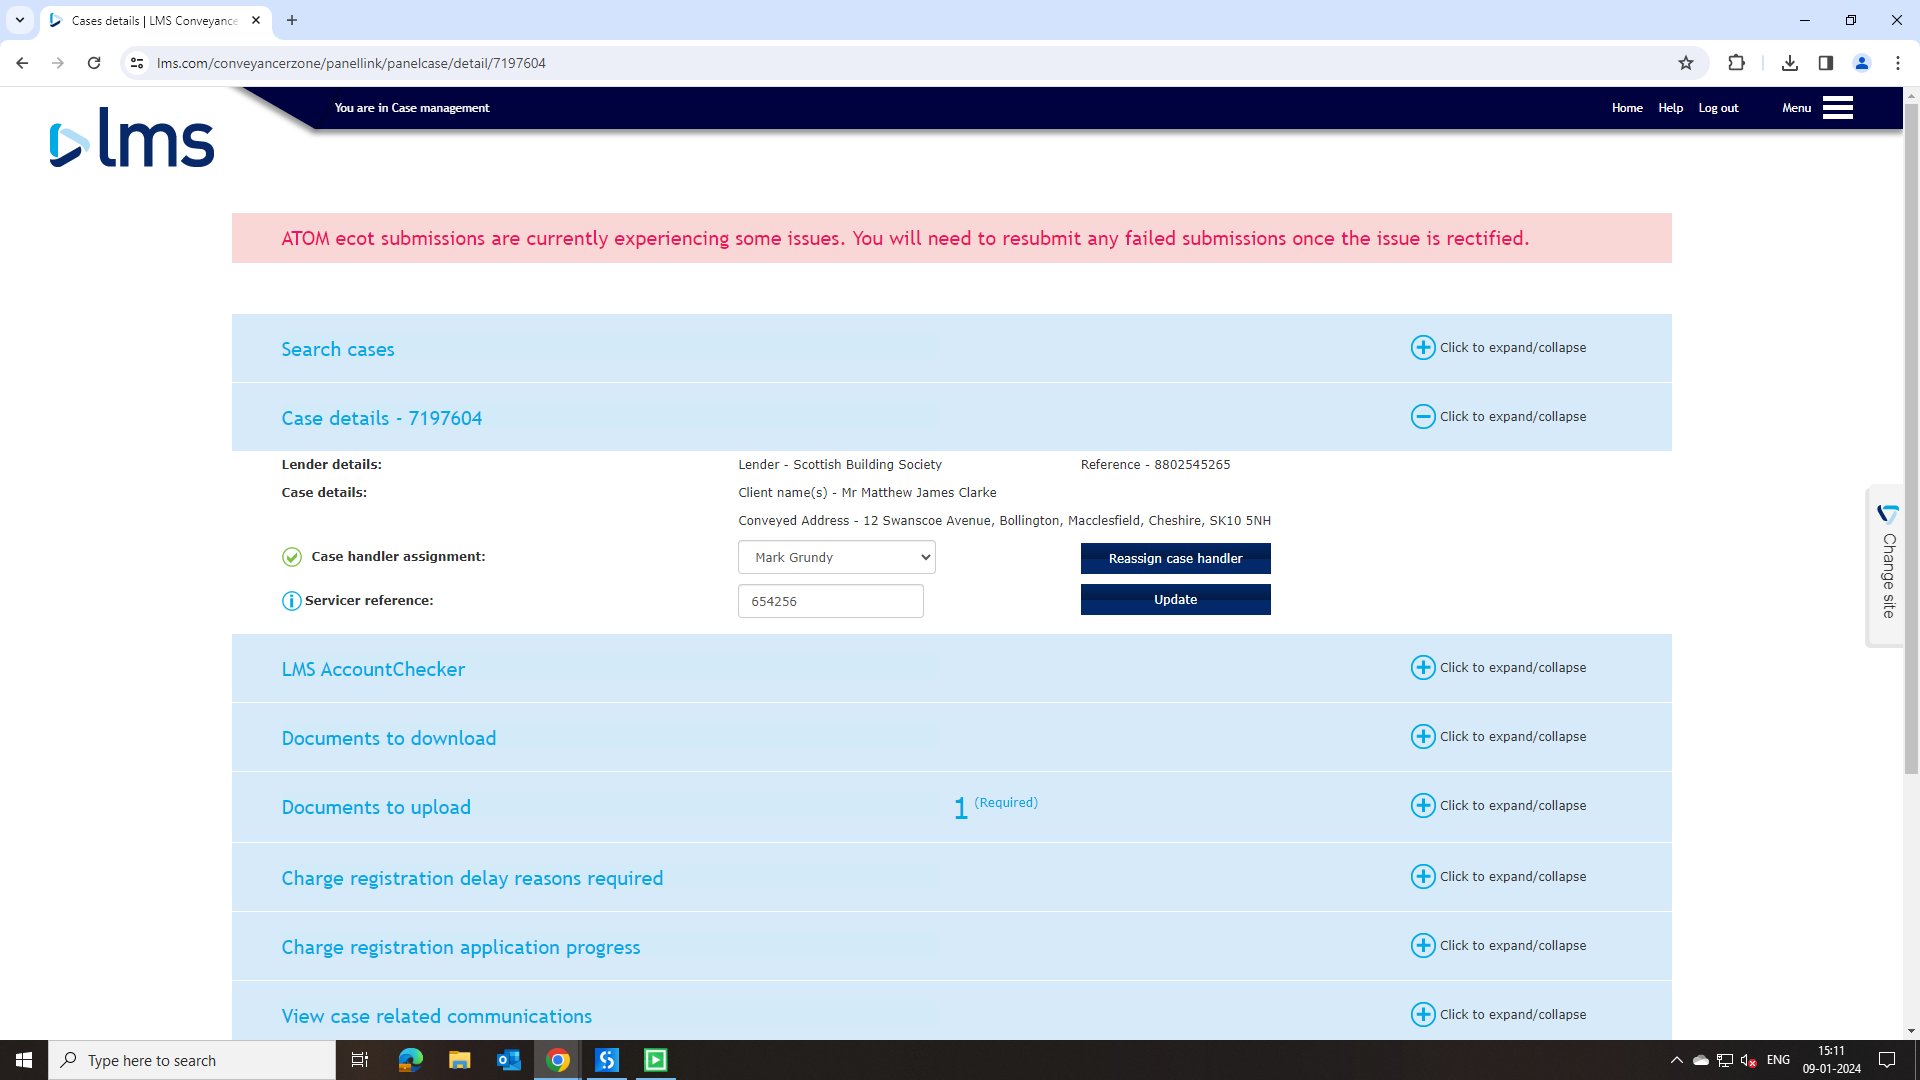 Cases details | LMS Conveyance
lms.com/conveyancerzone/panellink/panelcase/detail/7197604
You are in Case management
Home Help Log out Menu
lms
ATOM ecot submissions are currently experiencing some issues. You will need to resubmit any failed submissions once the issue is rectified.
Search cases Click to expand/collapse
Case details - 7197604 Click to expand/collapse
Lender details: Lender - Scottish Building Society Reference - 8802545265
Case details: Client name(s) - Mr Matthew James Clarke
Conveyed Address - 12 Swanscoe Avenue, Bollington, Macclesfield, Cheshire, SK10 5NH
Case handler assignment: Mark Grundy Reassign case handler
Servicer reference: 654256 Update
Change site
LMS AccountChecker Click to expand/collapse
Documents to download Click to expand/collapse
Documents to upload 1 (Required) Click to expand/collapse
Charge registration delay reasons required Click to expand/collapse
Charge registration application progress Click to expand/collapse
View case related communications Click to expand/collapse
Type here to search
ENG
15:11
09-01-2024